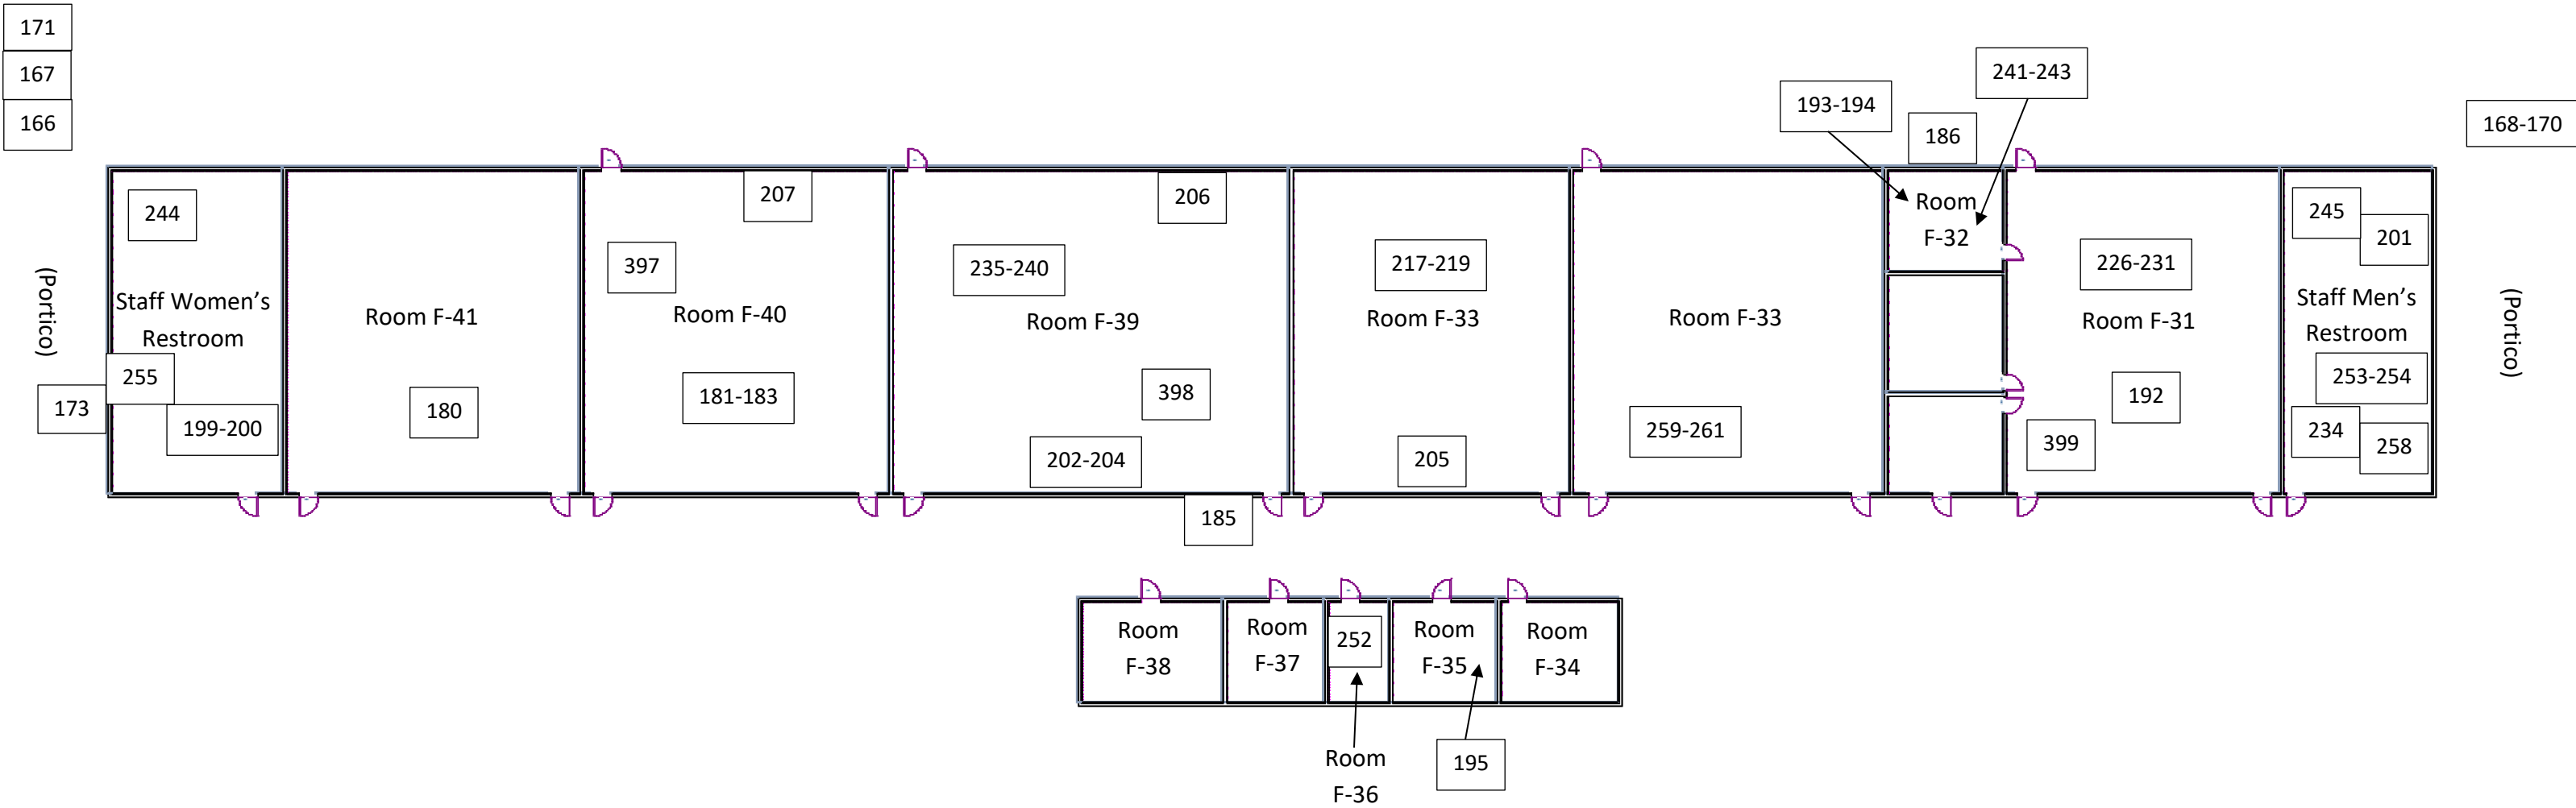 171
167
166
241-243
193-194
186
168-170
244
207
206
Room
F-32
245
201
397
235-240
217-219
226-231
(Portico)
Staff Women's
Restroom
Room F-41
Room F-40
Room F-39
Room F-33
Room F-33
Room F-31
Staff Men's
Restroom
(Portico)
255
173
199-200
180
181-183
398
202-204
205
259-261
192
399
253-254
234
258
185
Room
F-38
Room
F-37
252
Room
F-35
Room
F-34
Room
F-36
195